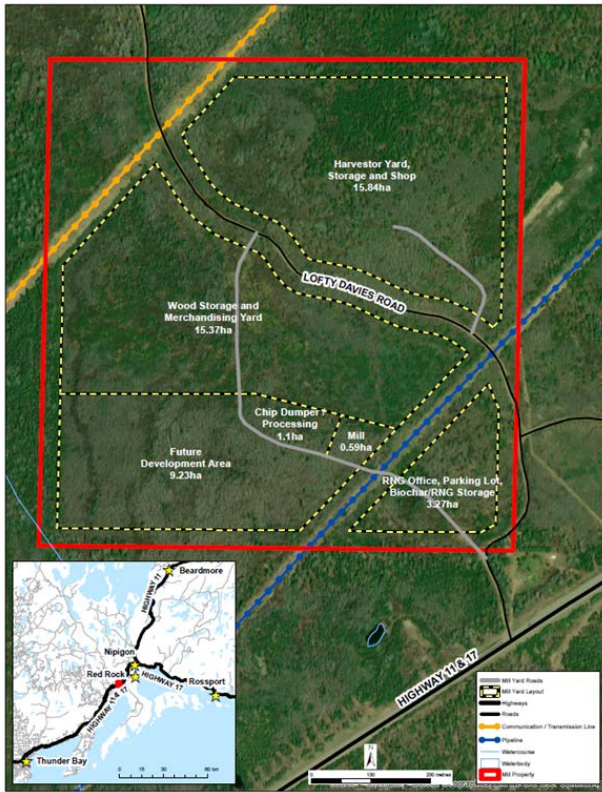 Harvestor Yard,
Storage and Shop
15.84ha
LOFTY DAVIES ROAD
Wood Storage and
Merchandising Yard
15.37ha
Chip Dumper /
Processing
1.1ha
Mill
0.59ha
Future
Development Area
9.23ha
RNG Office, Parking Lot,
Biochar/RNG Storage
3.27ha
HIGHWAY 11 & 17
Beardmore
HIGHWAY 11
Nipigon
Red Rock
HIGHWAY 17
Rossport
HIGHWAY 11 & 17
Thunder Bay
0 15 30 60 km
N
0 100 200 metres
Mill Yard Roads
Mill Yard Layout
Highways
Roads
Communication / Transmission Line
Pipeline
Watercourse
Waterbody
Mill Property